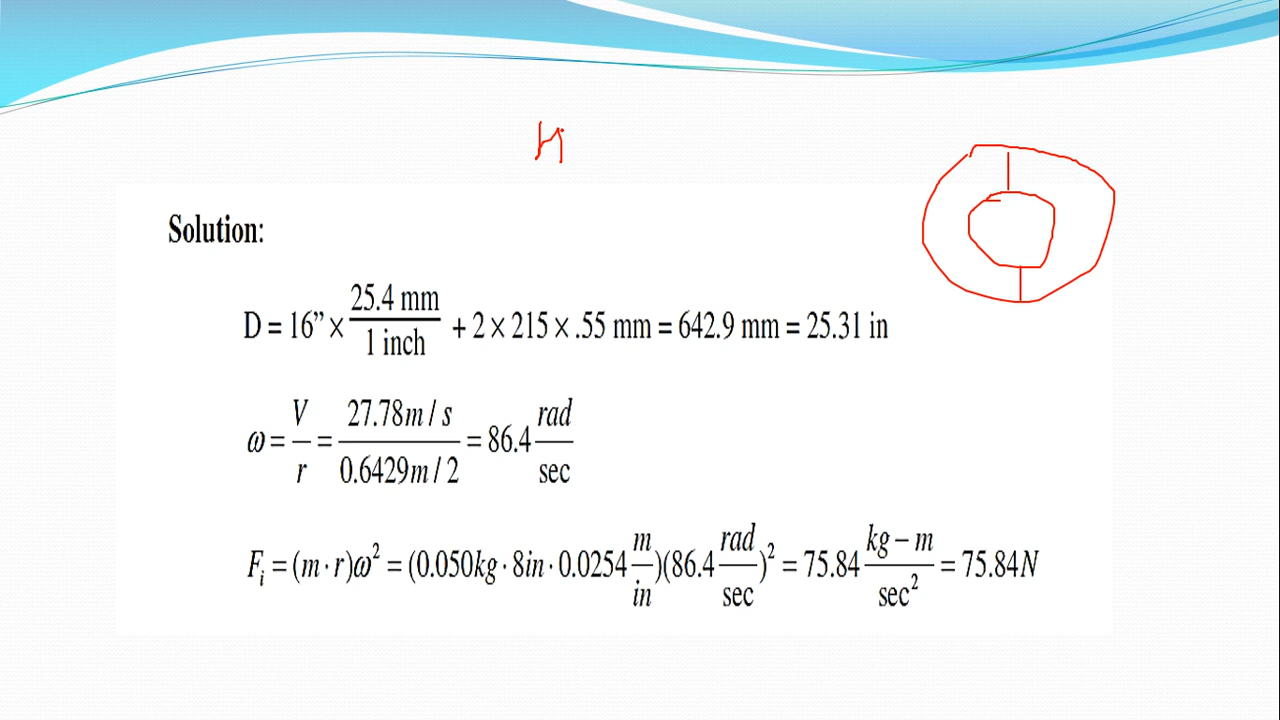 Solution:
D = 16” × 25.4 mm / 1 inch + 2 × 215 × .55 mm = 642.9 mm = 25.31 in
ω = V / r = 27.78 m / s / 0.6429 m / 2 = 86.4 rad / sec
Fi = (m · r)ω² = (0.050kg · 8in · 0.0254 m / in)(86.4 rad / sec)² = 75.84 kg − m / sec² = 75.84N